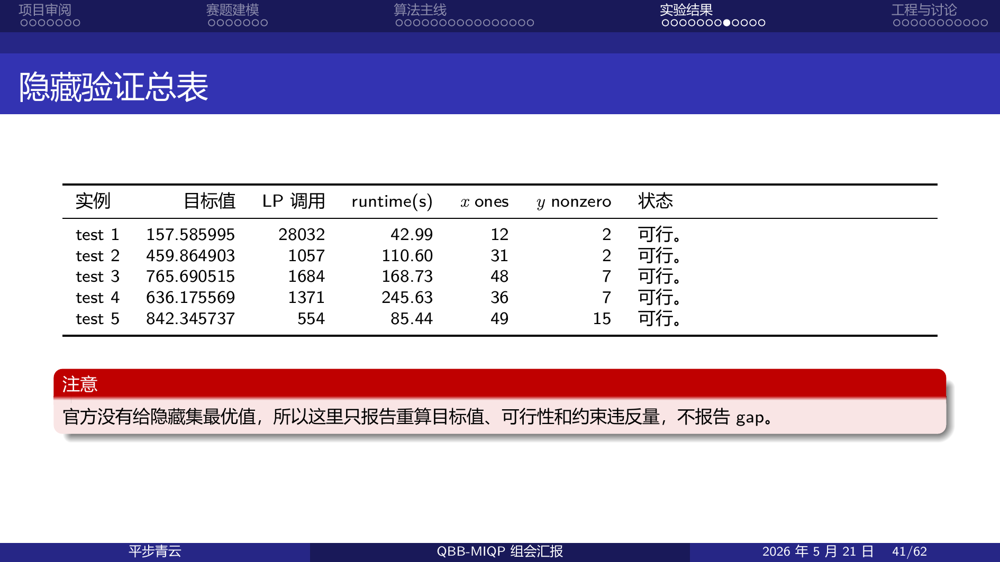 项目审阅 赛题建模 算法主线 实验结果 工程与讨论
隐藏验证总表
实例 目标值 LP 调用 runtime(s) x ones y nonzero 状态
test 1 157.585995 28032 42.99 12 2 可行。
test 2 459.864903 1057 110.60 31 2 可行。
test 3 765.690515 1684 168.73 48 7 可行。
test 4 636.175569 1371 245.63 36 7 可行。
test 5 842.345737 554 85.44 49 15 可行。
注意
官方没有给隐藏集最优值，所以这里只报告重算目标值、可行性和约束违反量，不报告 gap。
平步青云 QBB-MIQP 组会汇报 2026 年 5 月 21 日 41/62